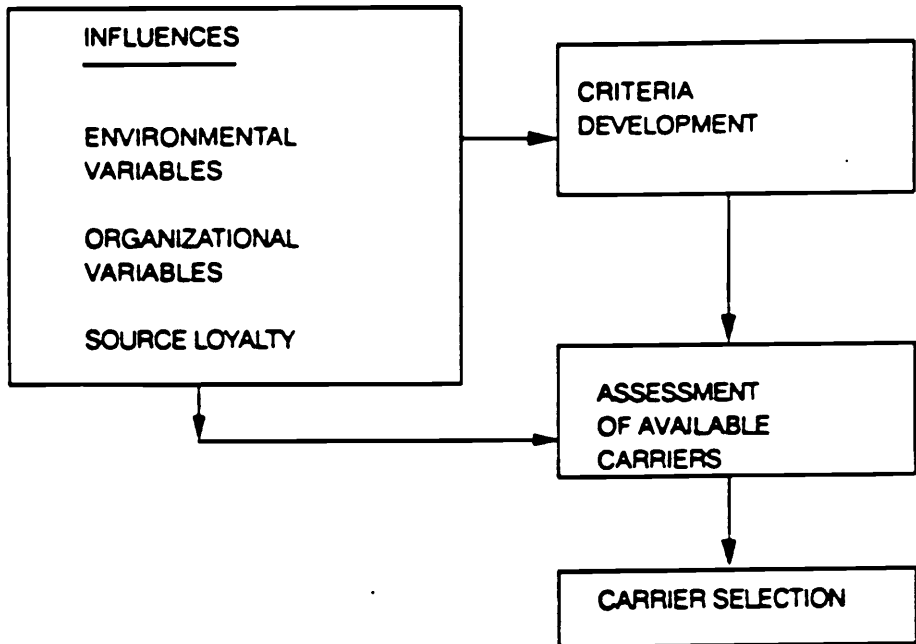 INFLUENCES
ENVIRONMENTAL
VARIABLES
ORGANIZATIONAL
VARIABLES
SOURCE LOYALTY
CRITERIA
DEVELOPMENT
ASSESSMENT
OF AVAILABLE
CARRIERS
CARRIER SELECTION